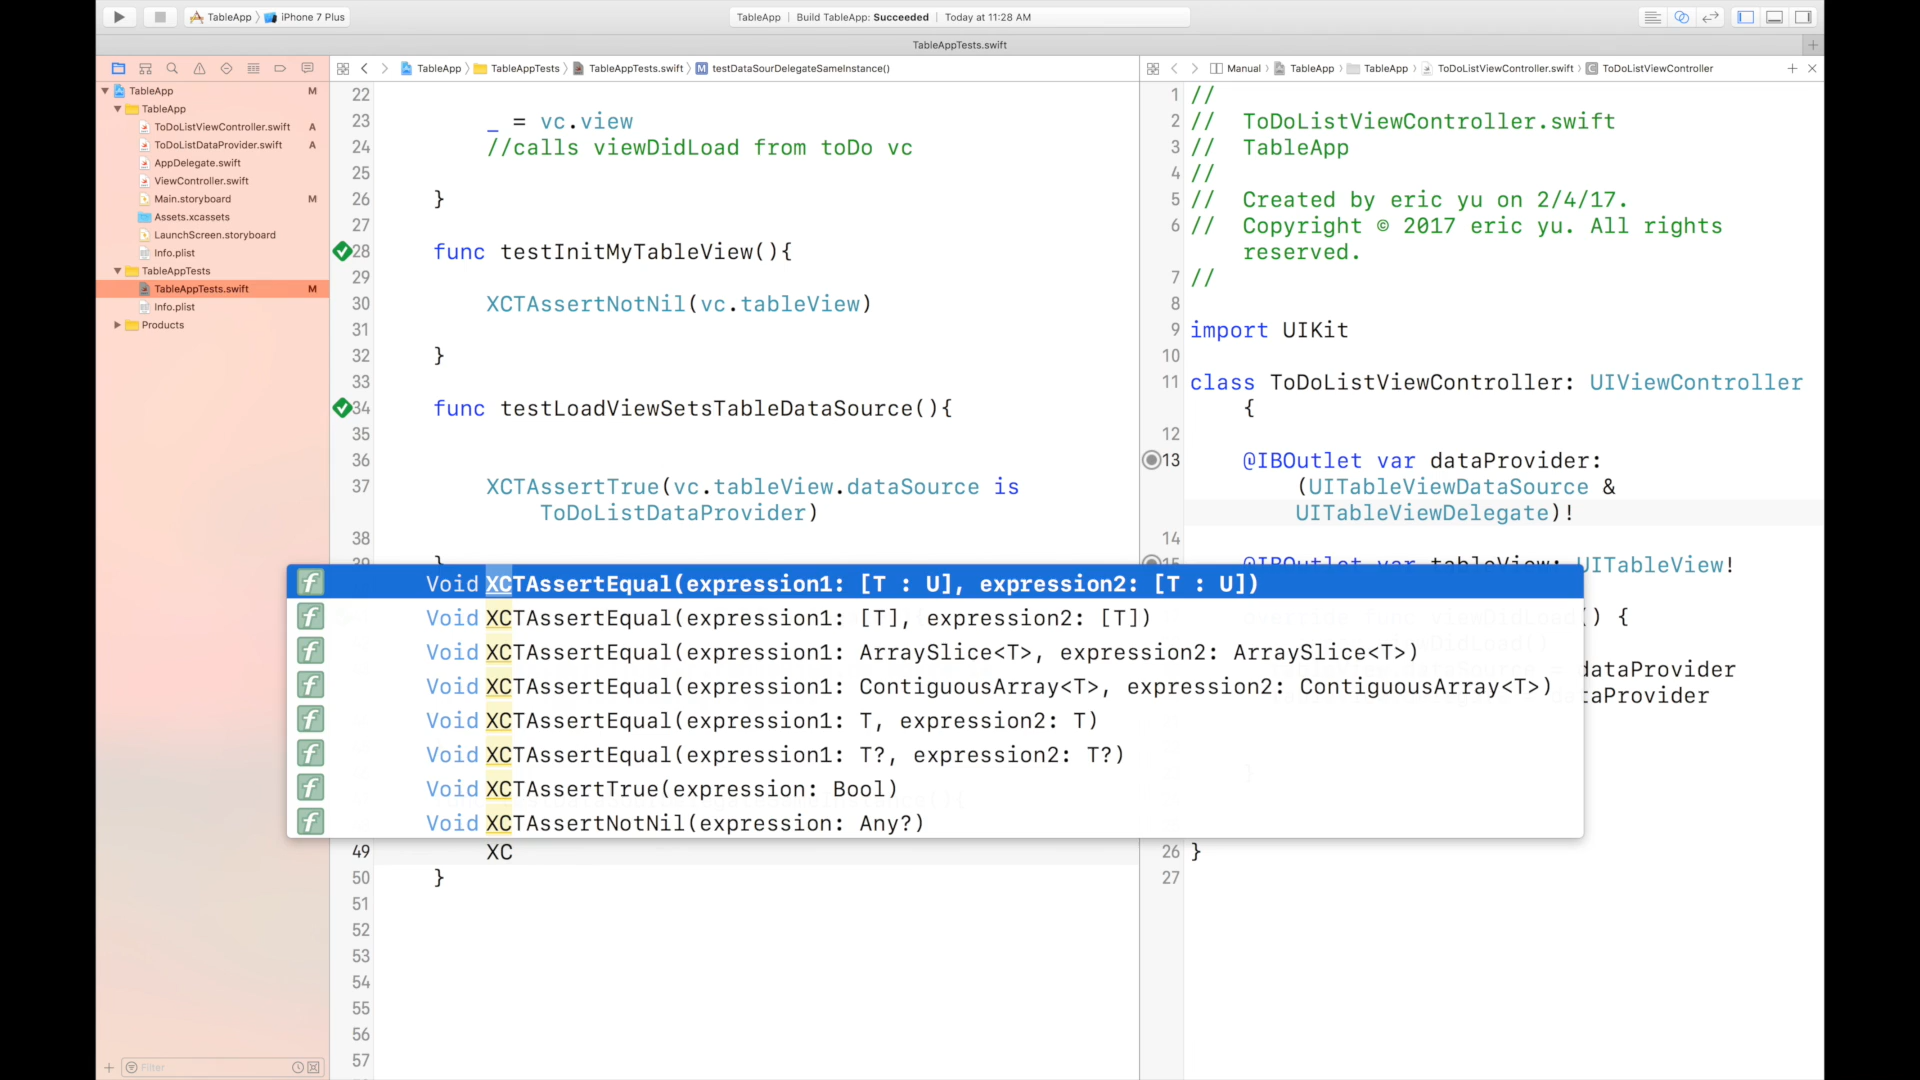 TableApp
iPhone 7 Plus
TableApp
Build TableApp: Succeeded
Today at 11:28 AM
TableAppTests.swift
TableApp
TableAppTests
TableAppTests.swift
M
testDataSourDelegateSameInstance()
Manual
TableApp
TableApp
ToDoListViewController.swift
C
ToDoListViewController
TableApp M
TableApp
ToDoListViewController.swift A
ToDoListDataProvider.swift A
AppDelegate.swift
ViewController.swift
Main.storyboard M
Assets.xcassets
LaunchScreen.storyboard
Info.plist
TableAppTests
TableAppTests.swift M
Info.plist
Products
Filter
22
23 _ = vc.view
24 //calls viewDidLoad from toDo vc
25
26 }
27
28 func testInitMyTableView(){
29
30 XCTAssertNotNil(vc.tableView)
31
32 }
33
34 func testLoadViewSetsTableDataSource(){
35
36
37 XCTAssertTrue(vc.tableView.dataSource is
ToDoListDataProvider)
38
39 }
f Void XCTAssertEqual(expression1: [T : U], expression2: [T : U])
f Void XCTAssertEqual(expression1: [T], expression2: [T])
f Void XCTAssertEqual(expression1: ArraySlice<T>, expression2: ArraySlice<T>)
f Void XCTAssertEqual(expression1: ContiguousArray<T>, expression2: ContiguousArray<T>)
f Void XCTAssertEqual(expression1: T, expression2: T)
f Void XCTAssertEqual(expression1: T?, expression2: T?)
f Void XCTAssertTrue(expression: Bool)
f Void XCTAssertNotNil(expression: Any?)
49 XC
50 }
51
52
53
54
55
56
57
1 //
2 // ToDoListViewController.swift
3 // TableApp
4 //
5 // Created by eric yu on 2/4/17.
6 // Copyright © 2017 eric yu. All rights
reserved.
7 //
8
9 import UIKit
10
11 class ToDoListViewController: UIViewController
{
12
13 @IBOutlet var dataProvider:
(UITableViewDataSource &
UITableViewDelegate)!
14
15 @IBOutlet var tableView: UITableView!
() {
dataProvider
dataProvider
26 }
27